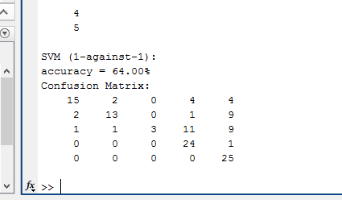 4
5
SVM (1-against-1):
accuracy = 64.00%
Confusion Matrix:
15 2 0 4 4
2 13 0 1 9
1 1 3 11 9
0 0 0 24 1
0 0 0 0 25
fx >>